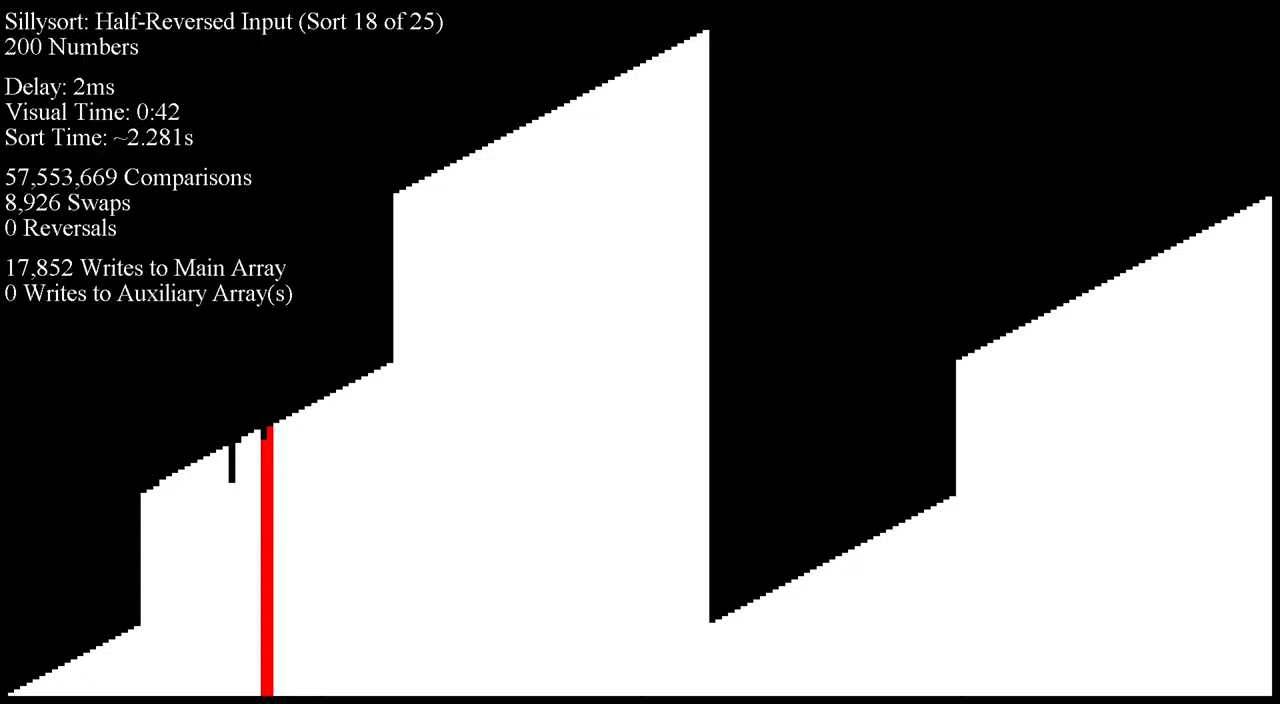 Sillysort: Half-Reversed Input (Sort 18 of 25)
200 Numbers
Delay: 2ms
Visual Time: 0:42
Sort Time: ~2.281s
57,553,669 Comparisons
8,926 Swaps
0 Reversals
17,852 Writes to Main Array
0 Writes to Auxiliary Array(s)